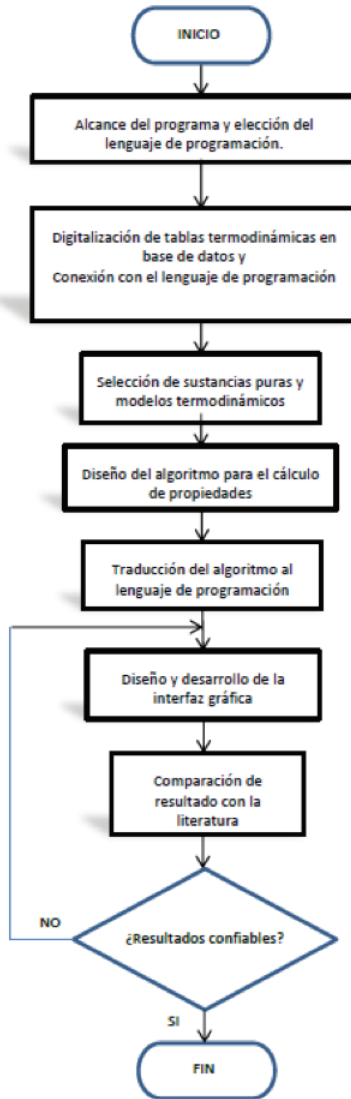 INICIO
Alcance del programa y elección del
lenguaje de programación.
Digitalización de tablas termodinámicas en
base de datos y
Conexión con el lenguaje de programación
Selección de sustancias puras y
modelos termodinámicos
Diseño del algoritmo para el cálculo
de propiedades
Traducción del algoritmo al
lenguaje de programación
Diseño y desarrollo de la
interfaz gráfica
Comparación de
resultado con la
literatura
NO
¿Resultados confiables?
SI
FIN